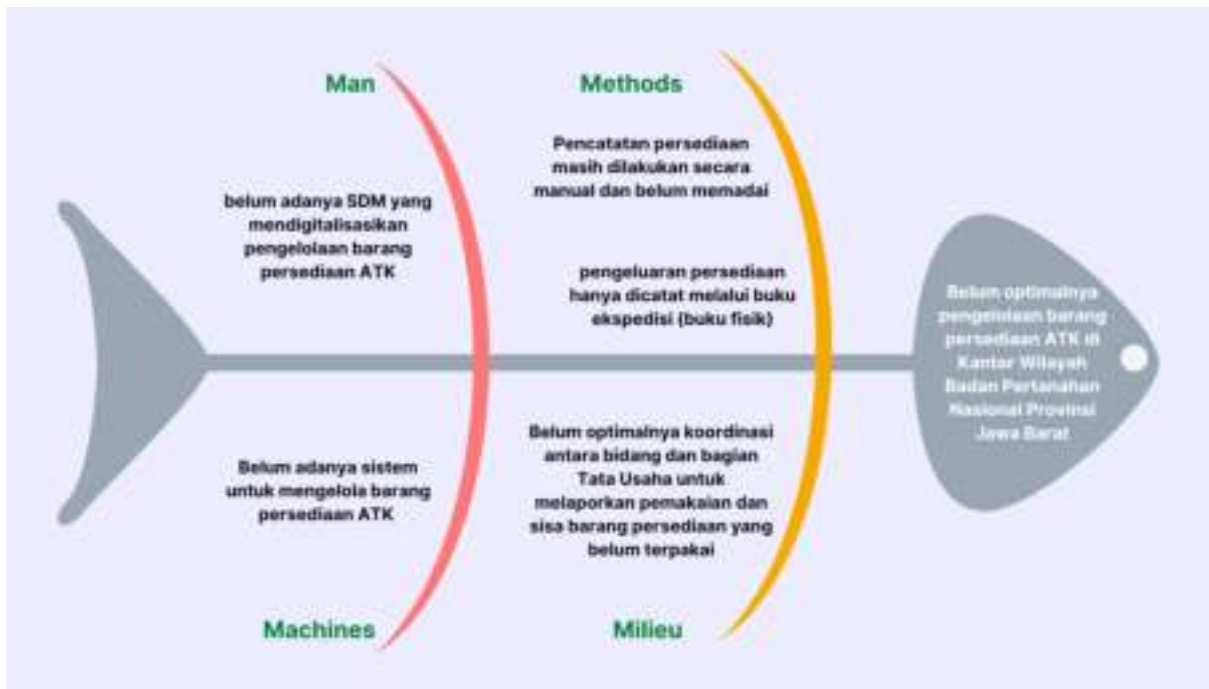 Man
belum adanya SDM yang
mendigitalisasikan
pengelolaan barang
persediaan ATK
Methods
Pencatatan persediaan
masih dilakukan secara
manual dan belum memadai
pengeluaran persediaan
hanya dicatat melalui buku
ekspedisi (buku fisik)
Belum adanya sistem
untuk mengelola barang
persediaan ATK
Machines
Belum optimalnya koordinasi
antara bidang dan bagian
Tata Usaha untuk
melaporkan pemakaian dan
sisa barang persediaan yang
belum terpakai
Milieu
Belum optimalnya
pengelolaan barang
persediaan ATK di
Kantor Wilayah
Badan Pertanahan
Nasional Provinsi
Jawa Barat